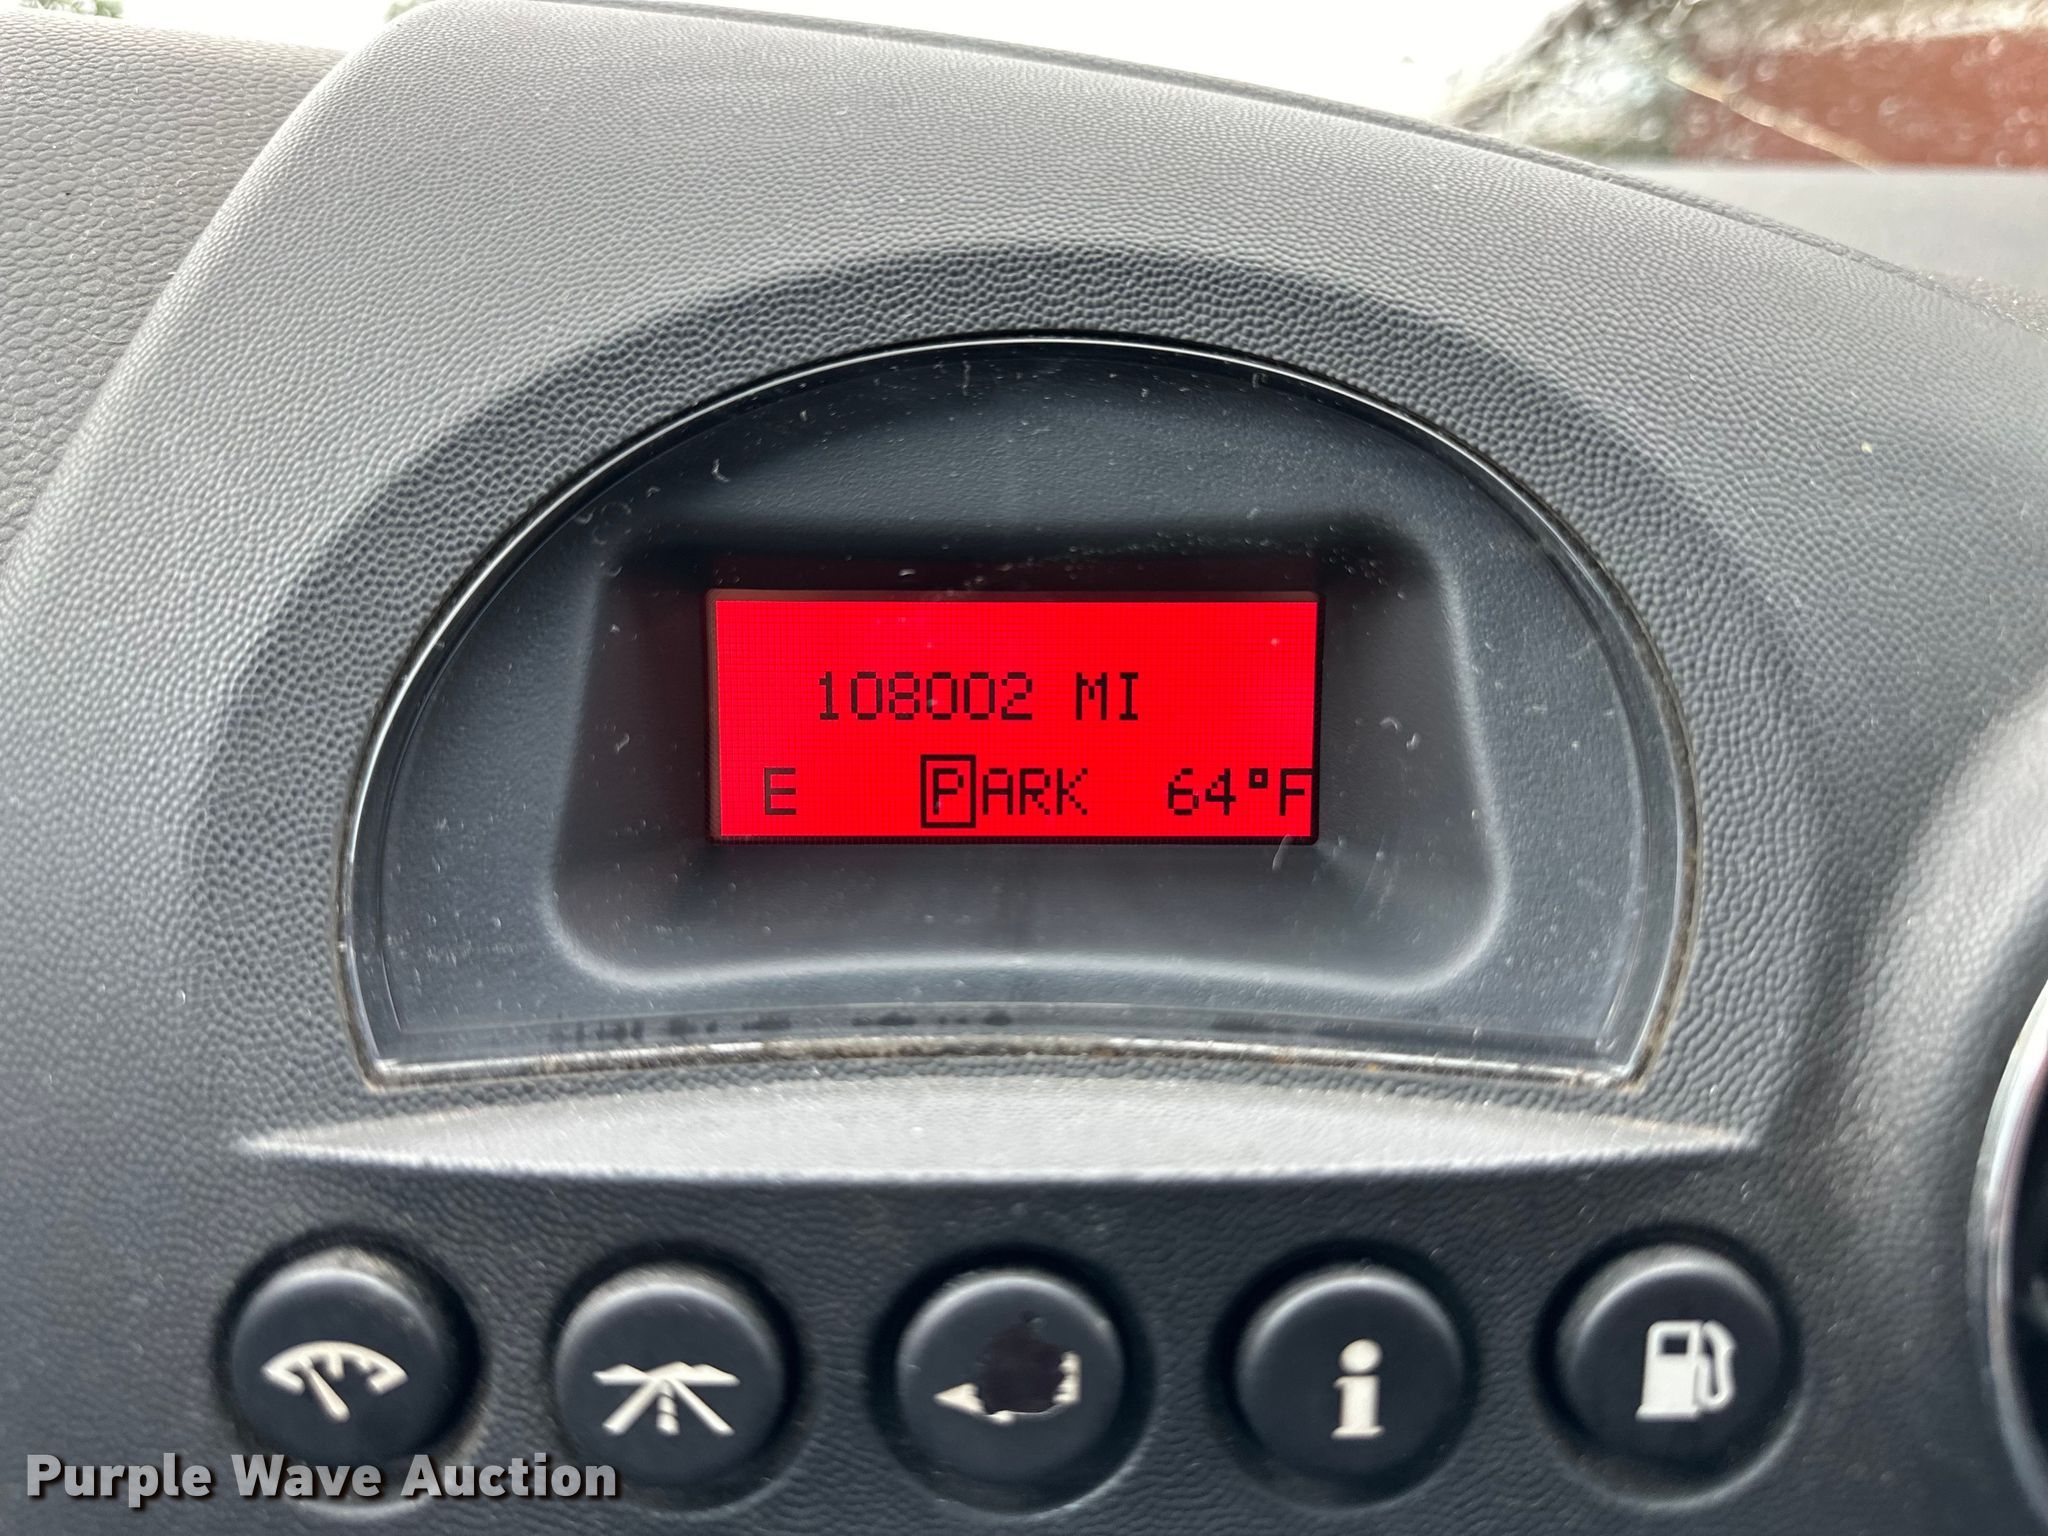 108002 MI
E PARK 64°F
i
Purple Wave Auction